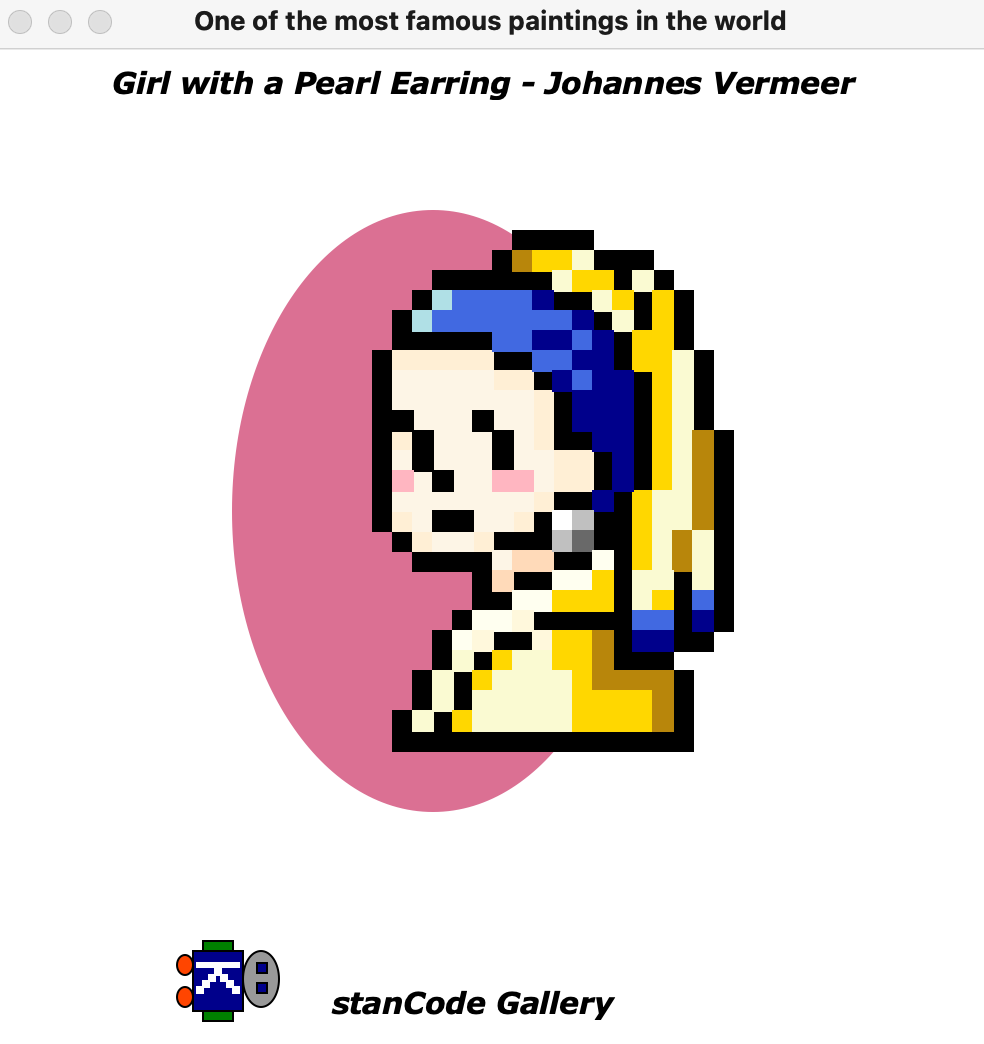 One of the most famous paintings in the world
Girl with a Pearl Earring - Johannes Vermeer
stanCode Gallery